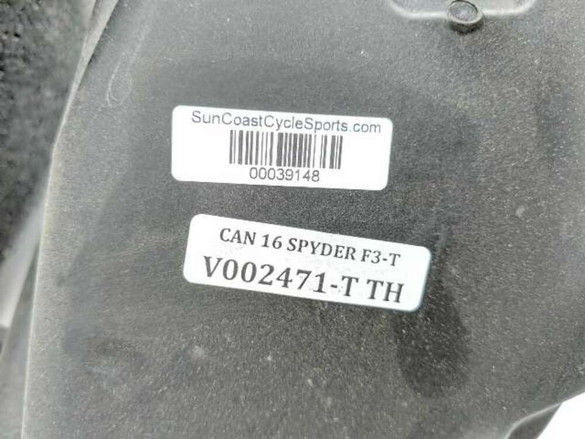 SunCoastCycleSports.com
00039148
CAN 16 SPYDER F3-T
V002471-T TH